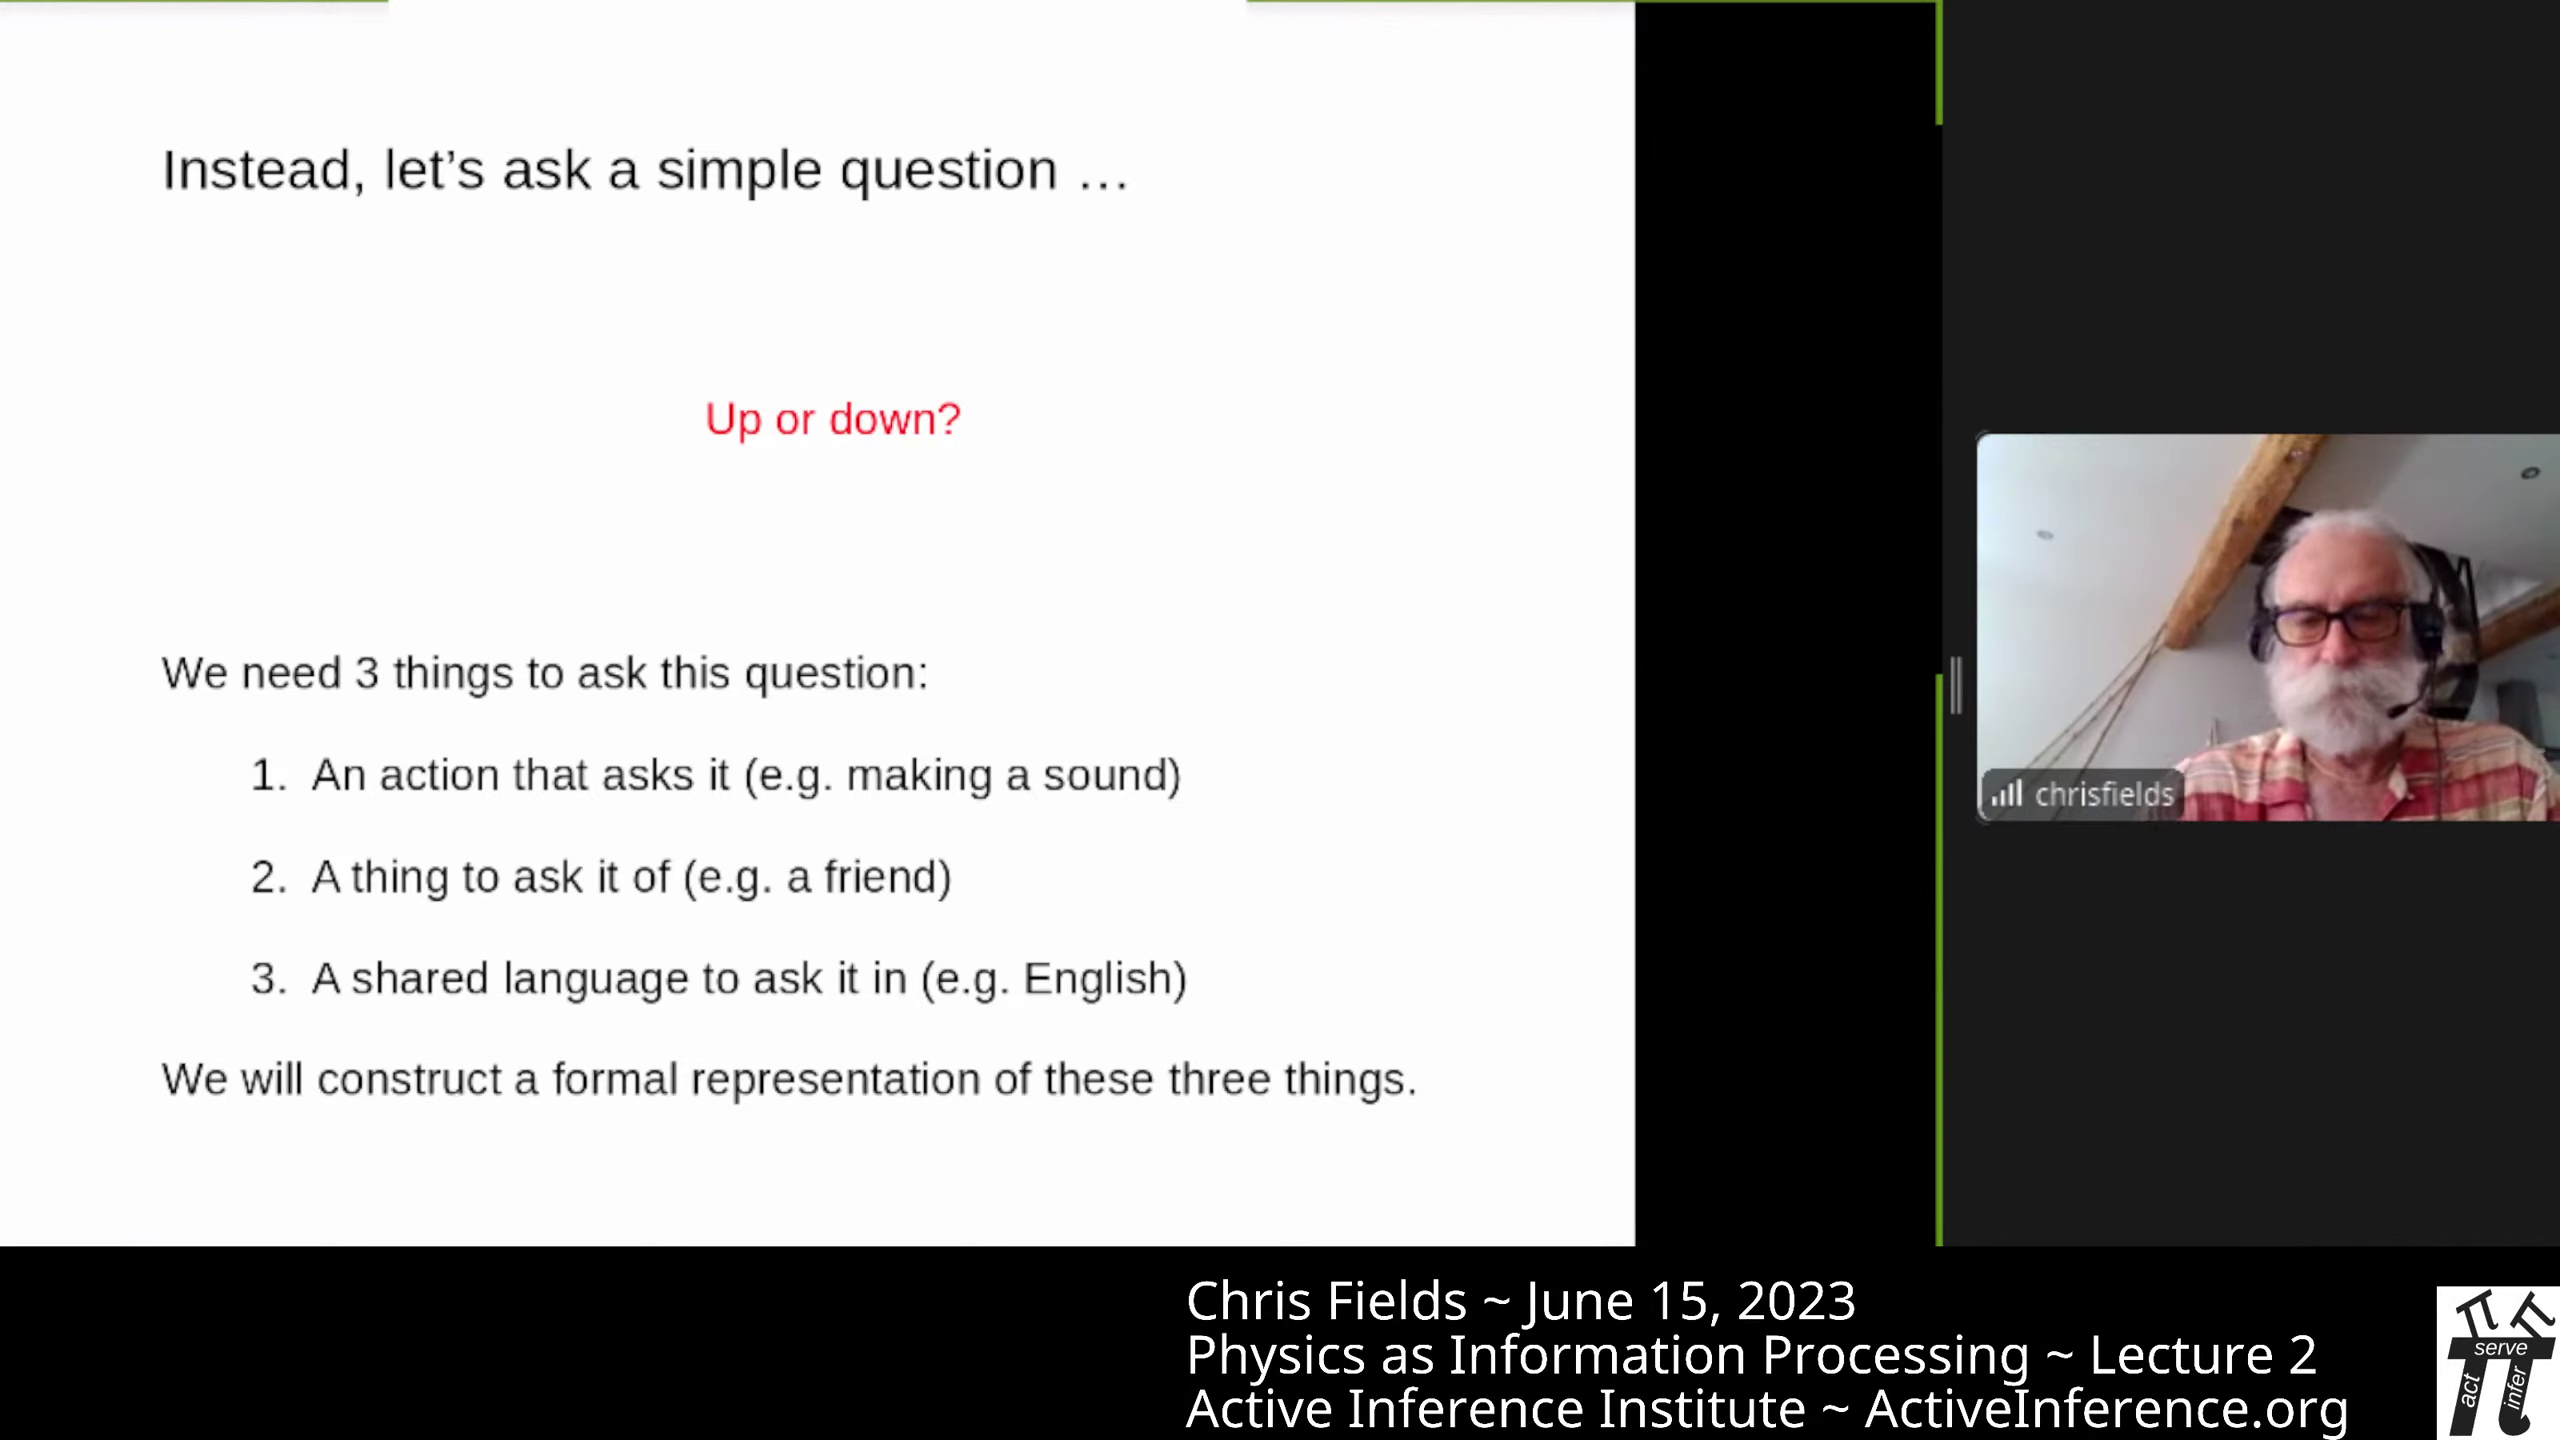 Instead, let’s ask a simple question …
Up or down?
We need 3 things to ask this question:
1. An action that asks it (e.g. making a sound)
2. A thing to ask it of (e.g. a friend)
3. A shared language to ask it in (e.g. English)
We will construct a formal representation of these three things.
chrisfields
Chris Fields ~ June 15, 2023
Physics as Information Processing ~ Lecture 2
Active Inference Institute ~ ActiveInference.org
serve
act
infer